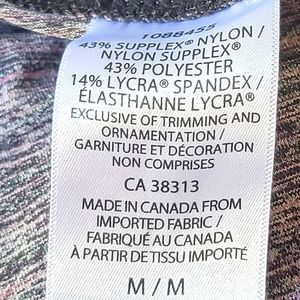 1088455
43% SUPPLEX® NYLON /
NYLON SUPPLEX®
43% POLYESTER
14% LYCRA® SPANDEX /
ÉLASTHANNE LYCRA®
EXCLUSIVE OF TRIMMING AND
ORNAMENTATION /
GARNITURE ET DÉCORATION
NON COMPRISES
CA 38313
MADE IN CANADA FROM
IMPORTED FABRIC /
FABRIQUÉ AU CANADA
À PARTIR DE TISSU IMPORTÉ
M / M